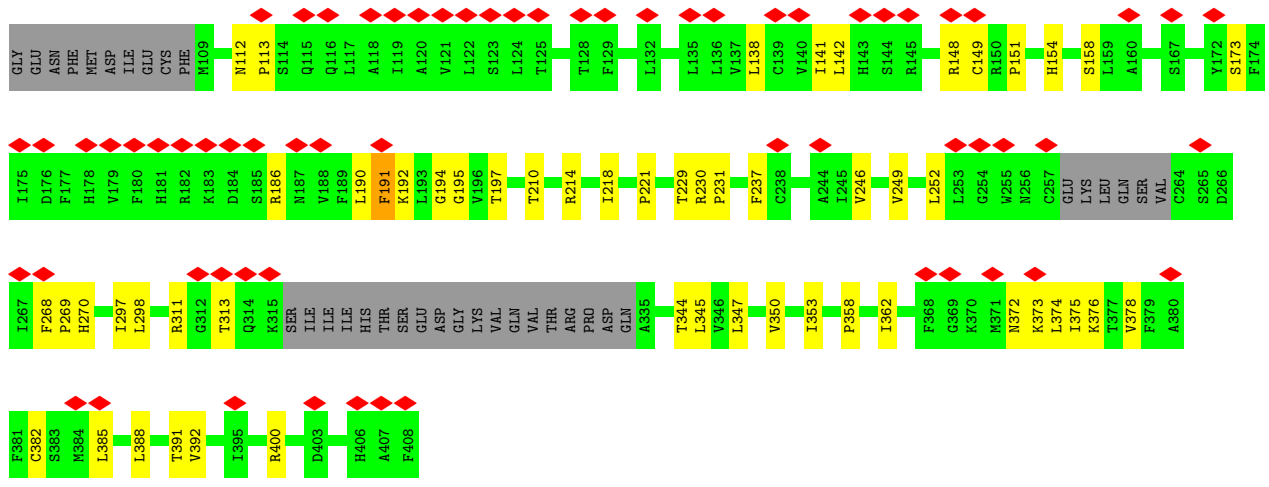 GLY GLU ASN PHE MET ASP ILE GLU CYS PHE M109 N112 P113 S114 Q115 Q116 L117 A118 I119 A120 V121 L122 S123 L124 T125 T128 F129 L132 L135 L136 V137 L138 C139 V140 I141 L142 H143 S144 R145 R148 C149 R150 P151 H154 S158 L159 A160 S167 Y172 S173 F174
I175 D176 F177 H178 V179 F180 H181 R182 K183 D184 S185 R186 N187 V188 F189 L190 F191 K192 L193 G194 G195 V196 T197 T210 R214 I218 P221 T229 R230 P231 F237 C238 A244 I245 V246 V249 L252 L253 G254 W255 N256 C257 GLU LYS LEU GLN SER VAL C264 S265 D266
I267 F268 P269 H270 I297 L298 R311 G312 T313 Q314 K315 SER ILE ILE ILE HIS THR SER GLU ASP GLY LYS VAL GLN VAL THR ARG PRO ASP GLN A335 T344 L345 V346 L347 V350 I353 P358 I362 F368 G369 K370 M371 N372 K373 L374 I375 K376 T377 V378 F379 A380
F381 C382 S383 M384 L385 L388 T391 V392 I395 R400 D403 H406 A407 F408